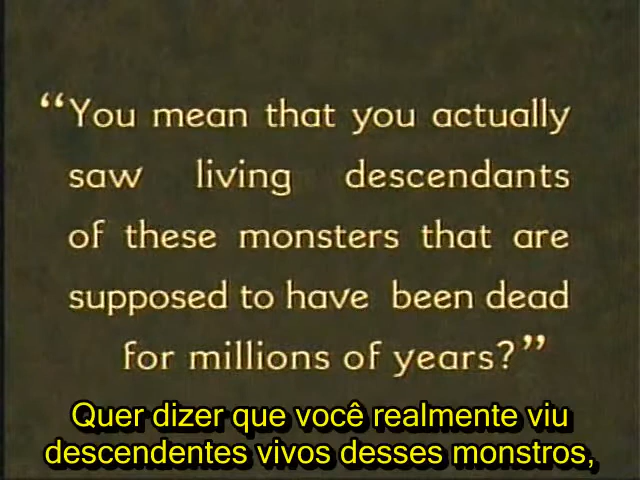 “You mean that you actually
saw living descendants
of these monsters that are
supposed to have been dead
for millions of years?”
Quer dizer que você realmente viu
descendentes vivos desses monstros,